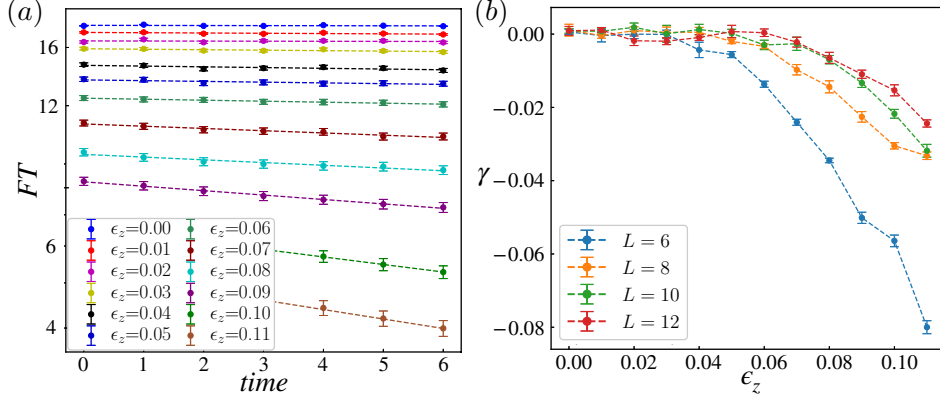 (a)
FT
16
12
6
4
ϵz=0.00
ϵz=0.01
ϵz=0.02
ϵz=0.03
ϵz=0.04
ϵz=0.05
ϵz=0.06
ϵz=0.07
ϵz=0.08
ϵz=0.09
ϵz=0.10
ϵz=0.11
0 1 2 3 4 5 6
time
(b)
γ
0.00
−0.02
−0.04
−0.06
−0.08
L = 6
L = 8
L = 10
L = 12
0.00 0.02 0.04 0.06 0.08 0.10
ϵz